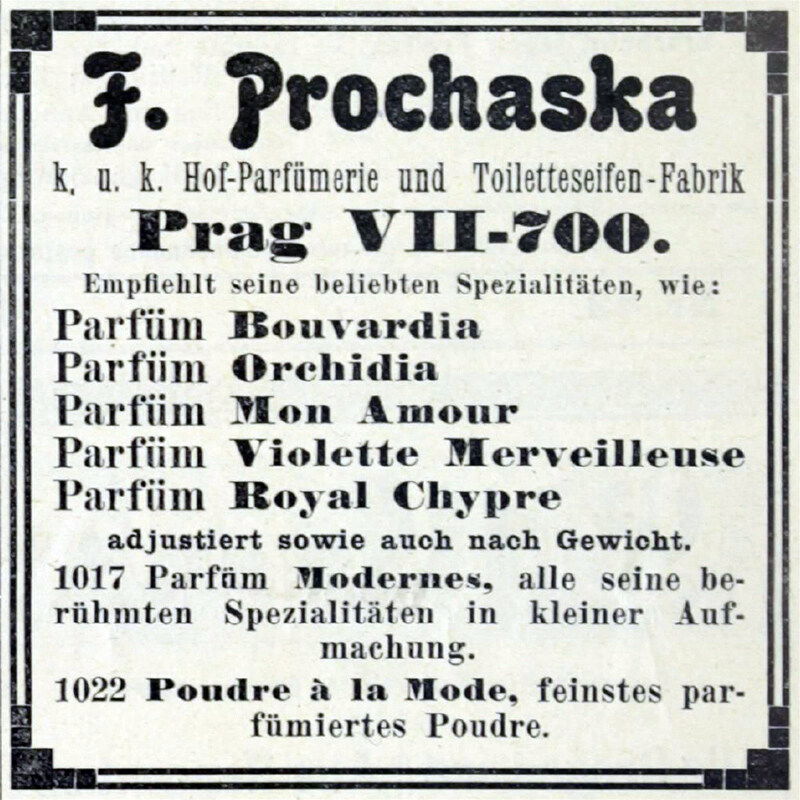 F. Prochaska
k. u. k. Hof-Parfümerie und Toiletteseifen-Fabrik
Prag VII-700.
Empfiehlt seine beliebten Spezialitäten, wie:
Parfüm Bouvardia
Parfüm Orchidia
Parfüm Mon Amour
Parfüm Violette Merveilleuse
Parfüm Royal Chypre
adjustiert sowie auch nach Gewicht.
1017 Parfüm Modernes, alle seine be-
rühmten Spezialitäten in kleiner Auf-
machung.
1022 Poudre à la Mode, feinstes par-
fümiertes Poudre.